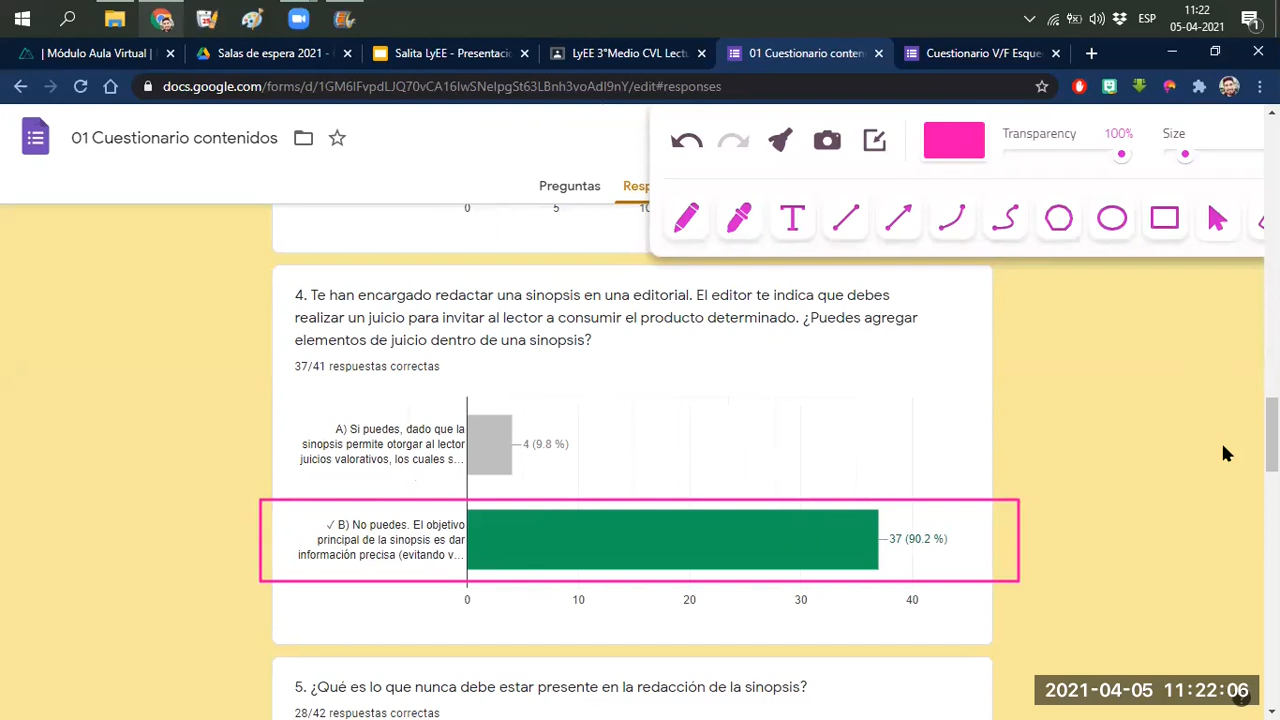 11:22
ESP
05-04-2021
| Módulo Aula Virtual |
Salas de espera 2021 -
Salita LyEE - Presentacio
LyEE 3°Medio CVL Lectu
01 Cuestionario conten
Cuestionario V/F Esque
docs.google.com/forms/d/1GM6lFvpdLJQZ0vCA16IwSNelpgSt63LBnh3voAdI9nY/edit#responses
01 Cuestionario contenidos
Transparency 100% Size
Preguntas Resp
0 5 10
4. Te han encargado redactar una sinopsis en una editorial. El editor te indica que debes
realizar un juicio para invitar al lector a consumir el producto determinado. ¿Puedes agregar
elementos de juicio dentro de una sinopsis?
37/41 respuestas correctas
A) Si puedes, dado que la
sinopsis permite otorgar al lector
juicios valorativos, los cuales s...
4 (9.8 %)
✓ B) No puedes. El objetivo
principal de la sinopsis es dar
información precisa (evitando v...
37 (90.2 %)
0 10 20 30 40
5. ¿Qué es lo que nunca debe estar presente en la redacción de la sinopsis?
28/42 respuestas correctas
2021-04-05 11:22:06